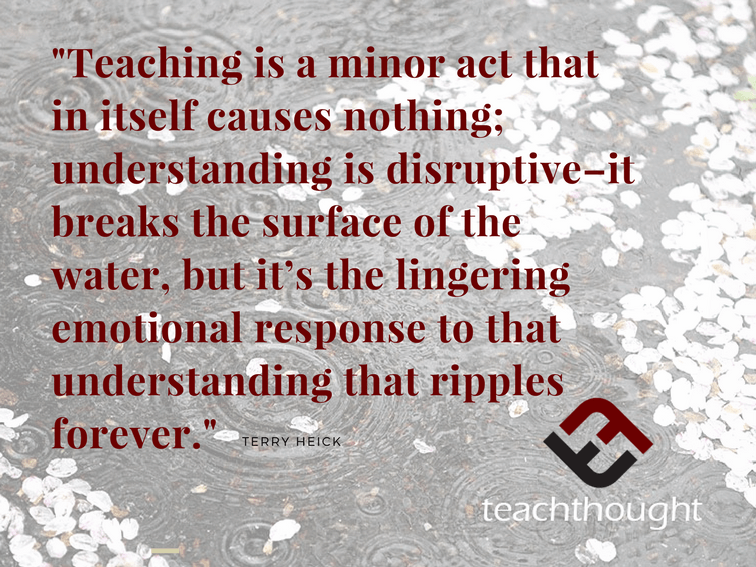 "Teaching is a minor act that
in itself causes nothing;
understanding is disruptive–it
breaks the surface of the
water, but it’s the lingering
emotional response to that
understanding that ripples
forever." TERRY HEICK
teachthought